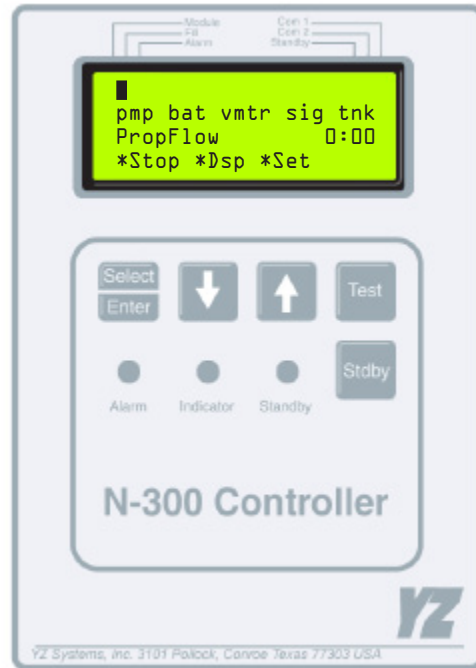 Module
Fill
Alarm
Com 1
Com 2
Standby
pmp bat vmtr sig tnk
PropFlow 0:00
*Stop *Dsp *Set
Select
Enter
Test
Stdby
Alarm
Indicator
Standby
N-300 Controller
YZ
YZ Systems, Inc. 3101 Pollock, Conroe Texas 77303 USA